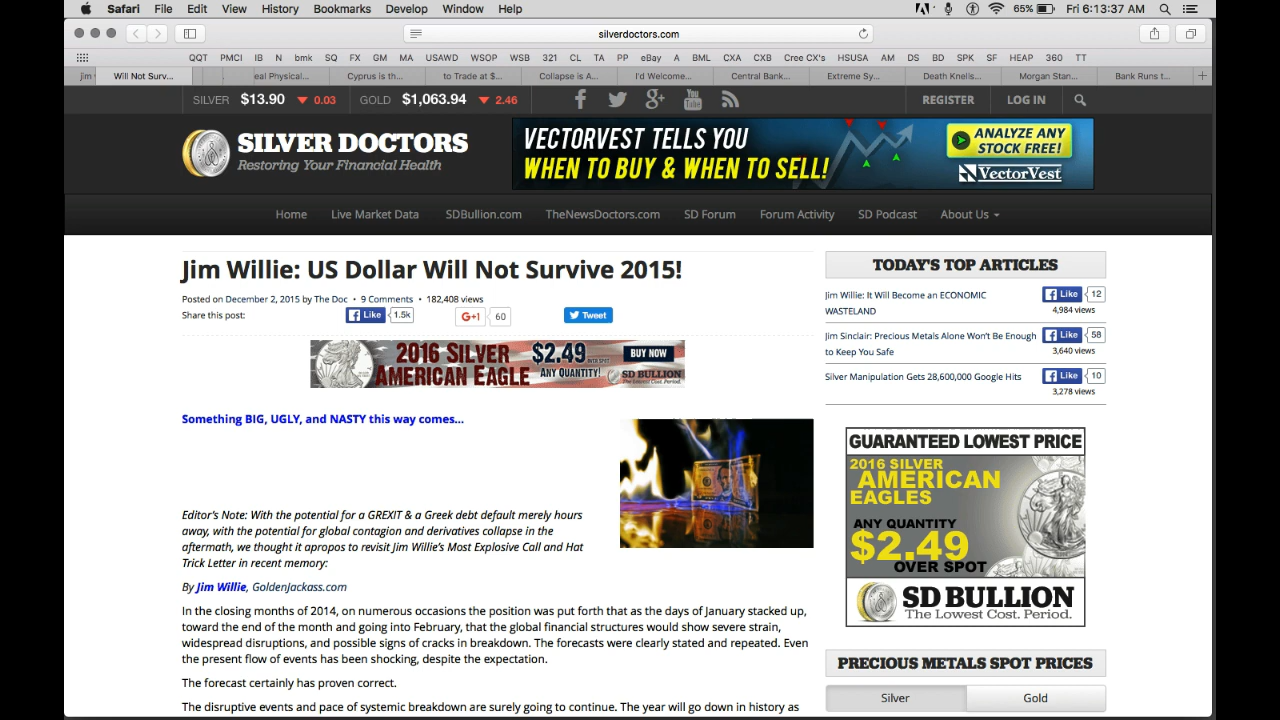 Safari File Edit View History Bookmarks Develop Window Help 65% Fri 6:13:37 AM
silverdoctors.com
QQT PMCI IB N bmk SQ FX GM MA USAWD WSOP WSB 321 CL TA PP eBay A BML CXA CXB Cree CX's HSUSA AM DS BD SPK SF HEAP 360 TT
jim Will Not Surv... eal Physical... Cyprus is th... to Trade at $... Collapse is A... I'd Welcome... Central Bank... Extreme Sy... Death Knells... Morgan Stan... Bank Runs t...
SILVER $13.90 ▼ 0.03 GOLD $1,063.94 ▼ 2.46 REGISTER LOG IN
SILVER DOCTORS
Restoring Your Financial Health
VECTORVEST TELLS YOU
WHEN TO BUY & WHEN TO SELL!
ANALYZE ANY
STOCK FREE!
VectorVest
Home Live Market Data SDBullion.com TheNewsDoctors.com SD Forum Forum Activity SD Podcast About Us
Jim Willie: US Dollar Will Not Survive 2015!
Posted on December 2, 2015 by The Doc • 9 Comments • 182,408 views
Share this post: Like 1.5k G+1 60 Tweet
2016 SILVER
AMERICAN EAGLE
$2.49 OVER SPOT
ANY QUANTITY!
BUY NOW
SD BULLION
The Lowest Cost. Period.
Something BIG, UGLY, and NASTY this way comes...
Editor's Note: With the potential for a GREXIT & a Greek debt default merely hours
away, with the potential for global contagion and derivatives collapse in the
aftermath, we thought it apropos to revisit Jim Willie's Most Explosive Call and Hat
Trick Letter in recent memory:
By Jim Willie, GoldenJackass.com
In the closing months of 2014, on numerous occasions the position was put forth that as the days of January stacked up,
toward the end of the month and going into February, that the global financial structures would show severe strain,
widespread disruptions, and possible signs of cracks in breakdown. The forecasts were clearly stated and repeated. Even
the present flow of events has been shocking, despite the expectation.
The forecast certainly has proven correct.
The disruptive events and pace of systemic breakdown are surely going to continue. The year will go down in history as
TODAY'S TOP ARTICLES
Jim Willie: It Will Become an ECONOMIC
WASTELAND
Like 12
4,984 views
Jim Sinclair: Precious Metals Alone Won't Be Enough
to Keep You Safe
Like 58
3,640 views
Silver Manipulation Gets 28,600,000 Google Hits
Like 10
3,278 views
GUARANTEED LOWEST PRICE
2016 SILVER
AMERICAN
EAGLES
ANY QUANTITY
$2.49
OVER SPOT
SD BULLION
The Lowest Cost. Period.
PRECIOUS METALS SPOT PRICES
Silver Gold